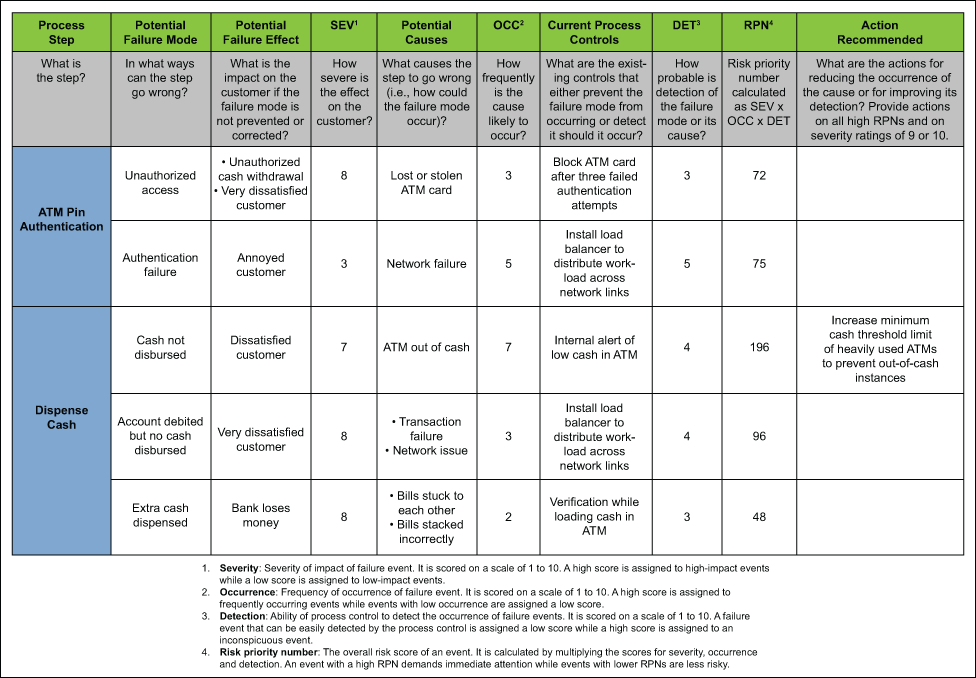 Process Step
Potential Failure Mode
Potential Failure Effect
SEV¹
Potential Causes
OCC²
Current Process Controls
DET³
RPN⁴
Action Recommended
What is
the step?
In what ways
can the step
go wrong?
What is the
impact on the
customer if the
failure mode is
not prevented or
corrected?
How
severe is
the effect
on the
customer?
What causes the
step to go wrong
(i.e., how could
the failure mode
occur)?
How
frequently
is the
cause
likely to
occur?
What are the exist-
ing controls that
either prevent the
failure mode from
occurring or detect
it should it occur?
How
probable is
detection of
the failure
mode or its
cause?
Risk priority
number
calculated
as SEV x
OCC x DET
What are the actions for
reducing the occurrence of
the cause or for improving its
detection? Provide actions
on all high RPNs and on
severity ratings of 9 or 10.
ATM Pin
Authentication
Unauthorized
access
• Unauthorized
cash withdrawal
• Very dissatisfied
customer
8
Lost or stolen
ATM card
3
Block ATM card
after three failed
authentication
attempts
3
72
Authentication
failure
Annoyed
customer
3
Network failure
5
Install load
balancer to
distribute work-
load across
network links
5
75
Dispense
Cash
Cash not
disbursed
Dissatisfied
customer
7
ATM out of cash
7
Internal alert of
low cash in ATM
4
196
Increase minimum
cash threshold limit
of heavily used ATMs
to prevent out-of-cash
instances
Account debited
but no cash
disbursed
Very dissatisfied
customer
8
• Transaction
failure
• Network issue
3
Install load
balancer to
distribute work-
load across
network links
4
96
Extra cash
dispensed
Bank loses
money
8
• Bills stuck to
each other
• Bills stacked
incorrectly
2
Verification while
loading cash in
ATM
3
48
1. Severity: Severity of impact of failure event. It is scored on a scale of 1 to 10. A high score is assigned to high-impact events
while a low score is assigned to low-impact events.
2. Occurrence: Frequency of occurrence of failure event. It is scored on a scale of 1 to 10. A high score is assigned to
frequently occurring events while events with low occurrence are assigned a low score.
3. Detection: Ability of process control to detect the occurrence of failure events. It is scored on a scale of 1 to 10. A failure
event that can be easily detected by the process control is assigned a low score while a high score is assigned to an
inconspicuous event.
4. Risk priority number: The overall risk score of an event. It is calculated by multiplying the scores for severity, occurrence
and detection. An event with a high RPN demands immediate attention while events with lower RPNs are less risky.